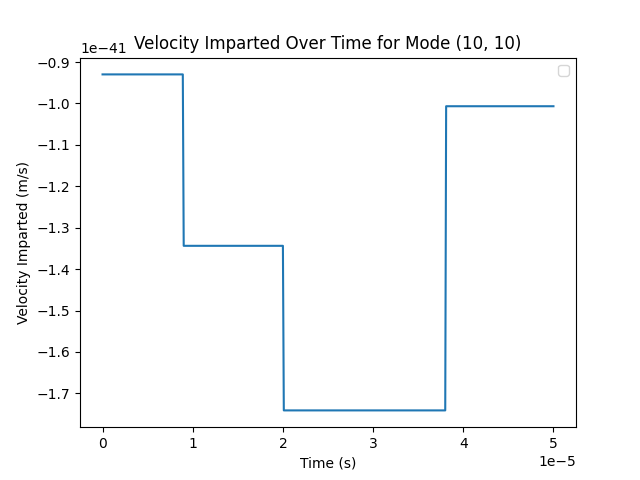 Velocity Imparted Over Time for Mode (10, 10)
1e−41
−0.9
−1.0
−1.1
−1.2
−1.3
−1.4
−1.5
−1.6
−1.7
Velocity Imparted (m/s)
0 1 2 3 4 5
1e−5
Time (s)